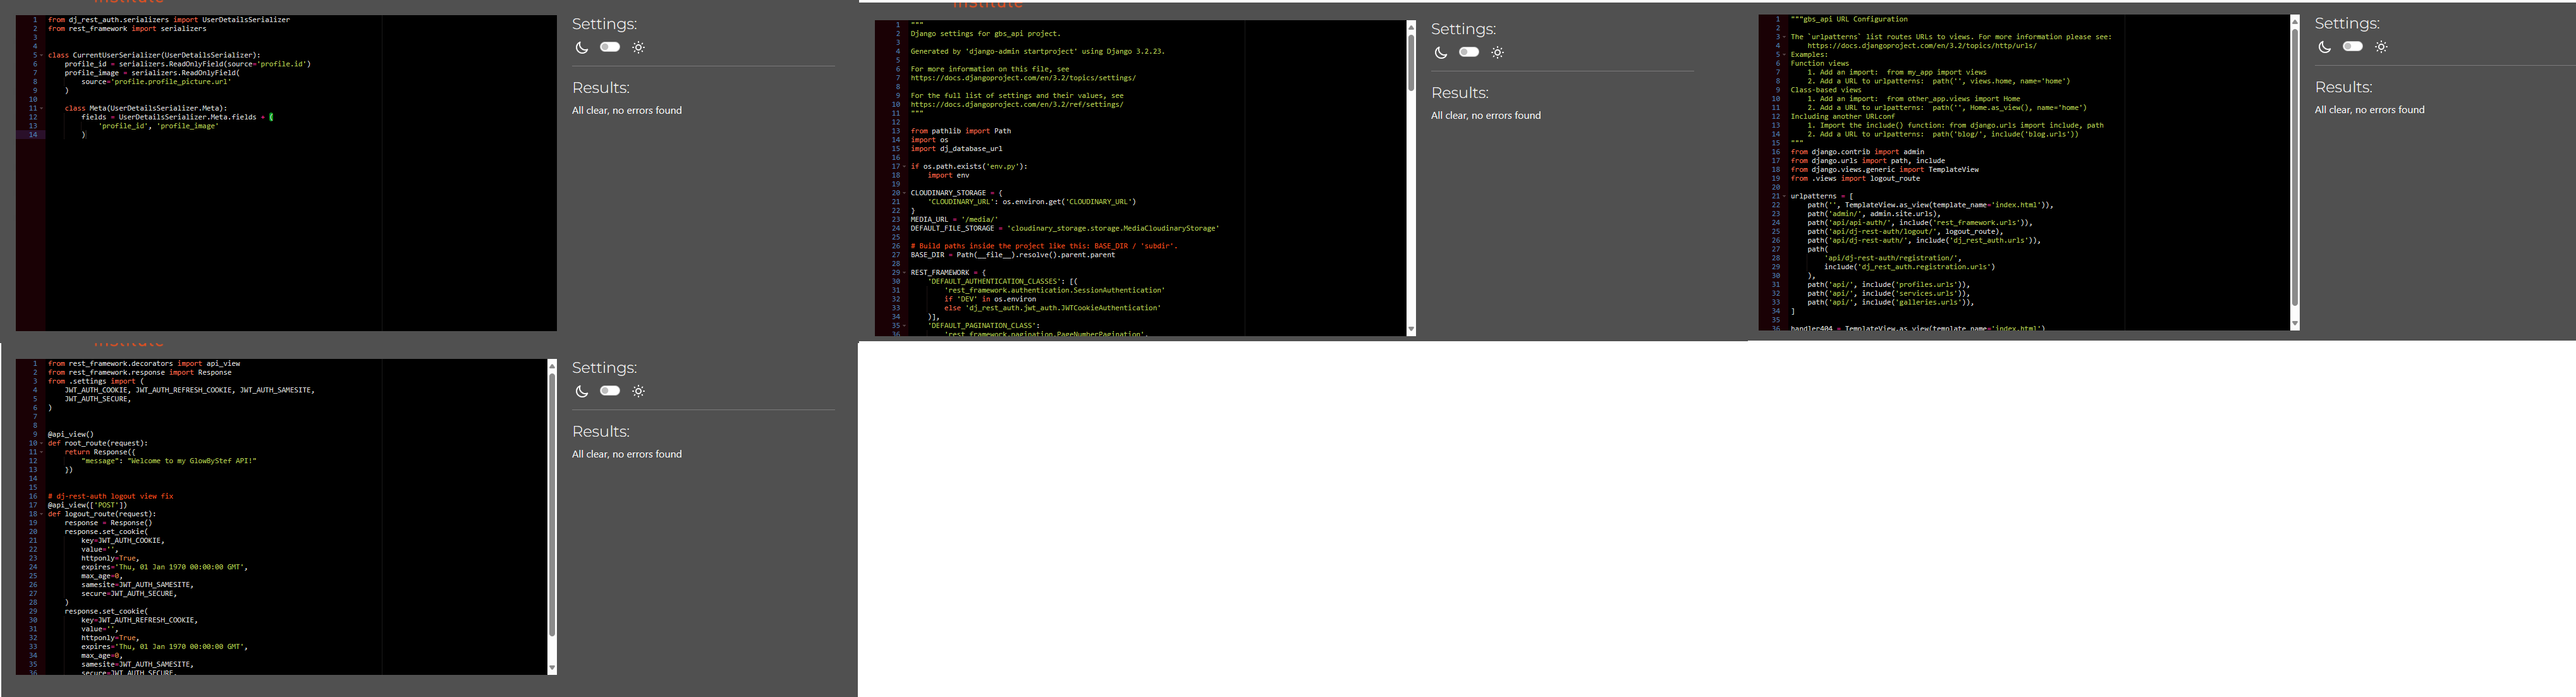 institute
1 from dj_rest_auth.serializers import UserDetailsSerializer
2 from rest_framework import serializers
3
4
5 class CurrentUserSerializer(UserDetailsSerializer):
6     profile_id = serializers.ReadOnlyField(source='profile.id')
7     profile_image = serializers.ReadOnlyField(
8         source='profile.profile_picture.url'
9     )
10
11     class Meta(UserDetailsSerializer.Meta):
12         fields = UserDetailsSerializer.Meta.fields + (
13             'profile_id', 'profile_image'
14         )
Settings:
Results:
All clear, no errors found
institute
1 """
2 Django settings for gbs_api project.
3
4 Generated by 'django-admin startproject' using Django 3.2.23.
5
6 For more information on this file, see
7 https://docs.djangoproject.com/en/3.2/topics/settings/
8
9 For the full list of settings and their values, see
10 https://docs.djangoproject.com/en/3.2/ref/settings/
11 """
12
13 from pathlib import Path
14 import os
15 import dj_database_url
16
17 if os.path.exists('env.py'):
18     import env
19
20 CLOUDINARY_STORAGE = {
21     'CLOUDINARY_URL': os.environ.get('CLOUDINARY_URL')
22 }
23 MEDIA_URL = '/media/'
24 DEFAULT_FILE_STORAGE = 'cloudinary_storage.storage.MediaCloudinaryStorage'
25
26 # Build paths inside the project like this: BASE_DIR / 'subdir'.
27 BASE_DIR = Path(__file__).resolve().parent.parent
28
29 REST_FRAMEWORK = {
30     'DEFAULT_AUTHENTICATION_CLASSES': [(
31         'rest_framework.authentication.SessionAuthentication'
32         if 'DEV' in os.environ
33         else 'dj_rest_auth.jwt_auth.JWTCookieAuthentication'
34     )],
35     'DEFAULT_PAGINATION_CLASS':
36         'rest_framework.pagination.PageNumberPagination',
Settings:
Results:
All clear, no errors found
1 """gbs_api URL Configuration
2
3 The `urlpatterns` list routes URLs to views. For more information please see:
4     https://docs.djangoproject.com/en/3.2/topics/http/urls/
5 Examples:
6 Function views
7     1. Add an import:  from my_app import views
8     2. Add a URL to urlpatterns:  path('', views.home, name='home')
9 Class-based views
10     1. Add an import:  from other_app.views import Home
11     2. Add a URL to urlpatterns:  path('', Home.as_view(), name='home')
12 Including another URLconf
13     1. Import the include() function: from django.urls import include, path
14     2. Add a URL to urlpatterns:  path('blog/', include('blog.urls'))
15 """
16 from django.contrib import admin
17 from django.urls import path, include
18 from django.views.generic import TemplateView
19 from .views import logout_route
20
21 urlpatterns = [
22     path('', TemplateView.as_view(template_name='index.html')),
23     path('admin/', admin.site.urls),
24     path('api/api-auth/', include('rest_framework.urls')),
25     path('api/dj-rest-auth/logout/', logout_route),
26     path('api/dj-rest-auth/', include('dj_rest_auth.urls')),
27     path(
28         'api/dj-rest-auth/registration/',
29         include('dj_rest_auth.registration.urls')
30     ),
31     path('api/', include('profiles.urls')),
32     path('api/', include('services.urls')),
33     path('api/', include('galleries.urls')),
34 ]
35
36 handler404 = TemplateView.as_view(template_name='index.html')
Settings:
Results:
All clear, no errors found
institute
1 from rest_framework.decorators import api_view
2 from rest_framework.response import Response
3 from .settings import (
4     JWT_AUTH_COOKIE, JWT_AUTH_REFRESH_COOKIE, JWT_AUTH_SAMESITE,
5     JWT_AUTH_SECURE,
6 )
7
8
9 @api_view()
10 def root_route(request):
11     return Response({
12         "message": "Welcome to my GlowByStef API!"
13     })
14
15
16 # dj-rest-auth logout view fix
17 @api_view(['POST'])
18 def logout_route(request):
19     response = Response()
20     response.set_cookie(
21         key=JWT_AUTH_COOKIE,
22         value='',
23         httponly=True,
24         expires='Thu, 01 Jan 1970 00:00:00 GMT',
25         max_age=0,
26         samesite=JWT_AUTH_SAMESITE,
27         secure=JWT_AUTH_SECURE,
28     )
29     response.set_cookie(
30         key=JWT_AUTH_REFRESH_COOKIE,
31         value='',
32         httponly=True,
33         expires='Thu, 01 Jan 1970 00:00:00 GMT',
34         max_age=0,
35         samesite=JWT_AUTH_SAMESITE,
36         secure=JWT_AUTH_SECURE,
Settings:
Results:
All clear, no errors found